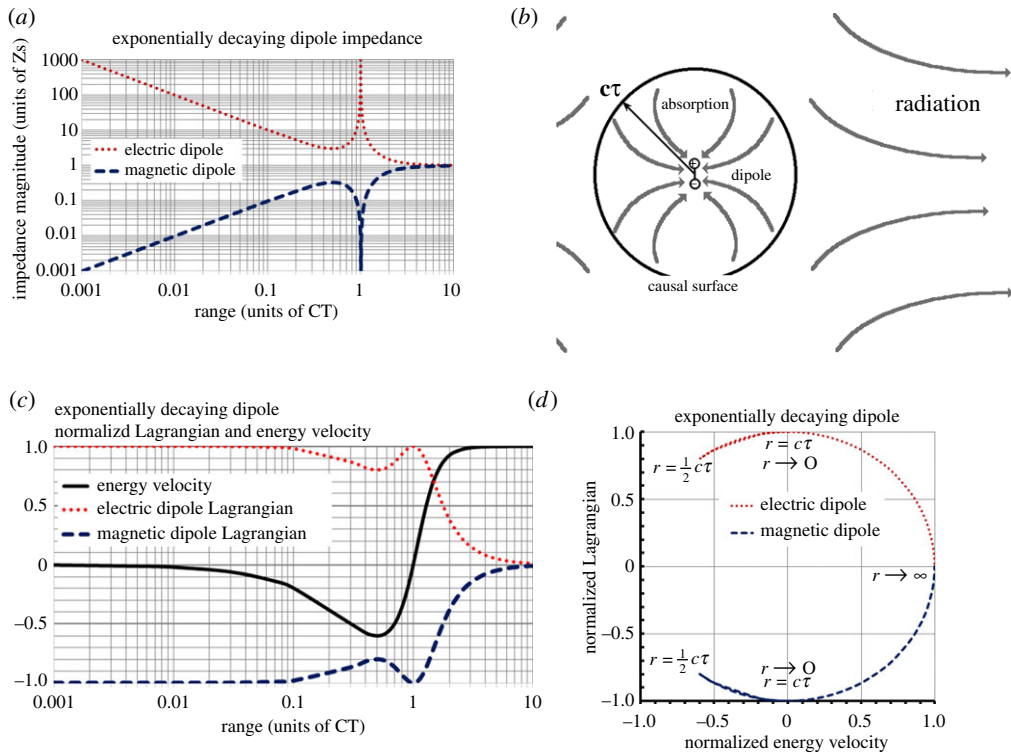 (a)
exponentially decaying dipole impedance
impedance magnitude (units of Zs)
1000
100
10
1
0.1
0.01
0.001
electric dipole
magnetic dipole
0.001
0.01
0.1
1
10
range (units of CT)
(b)
cτ
absorption
+
−
dipole
radiation
causal surface
(c)
exponentially decaying dipole
normalizd Lagrangian and energy velocity
1.0
0.5
0
−0.5
−1.0
energy velocity
electric dipole Lagrangian
magnetic dipole Lagrangian
0.001
0.01
0.1
1
10
range (units of CT)
(d)
exponentially decaying dipole
normalized Lagrangian
1.0
0.5
0
−0.5
−1.0
r = cτ
r → O
r = 1/2 cτ
electric dipole
magnetic dipole
r → ∞
r = 1/2 cτ
r → O
r = cτ
−1.0
−0.5
0
0.5
1.0
normalized energy velocity